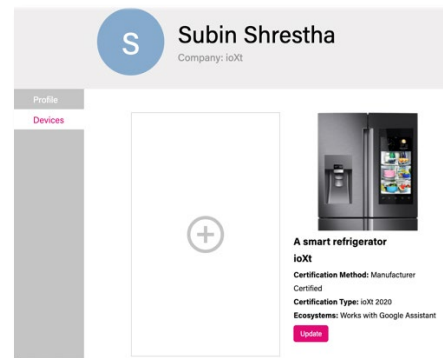 S
Subin Shrestha
Company: ioXt
Profile
Devices
A smart refrigerator
ioXt
Certification Method: Manufacturer
Certified
Certification Type: ioXt 2020
Ecosystems: Works with Google Assistant
Update